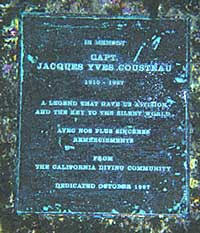 IN MEMORY
CAPT.
JACQUES YVES COUSTEAU
1910 - 1997
A LEGEND THAT GAVE US A VISION,
AND THE KEY TO THE SILENT WORLD.
AVEC NOS PLUS SINCERES
REMERCIEMENTS
FROM
THE CALIFORNIA DIVING COMMUNITY
DEDICATED OCTOBER 1997